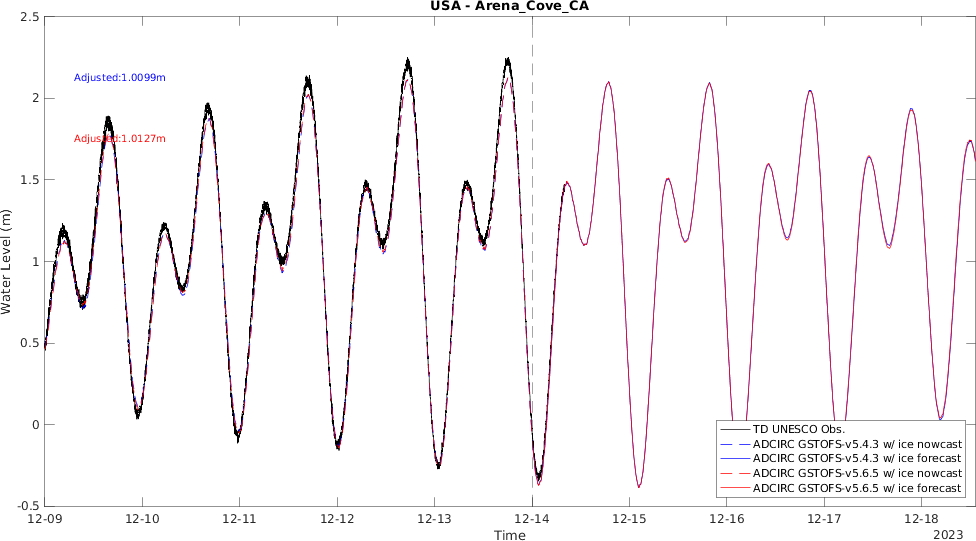 USA - Arena_Cove_CA
2.5
2
1.5
1
0.5
0
-0.5
Water Level (m)
Adjusted:1.0099m
Adjusted:1.0127m
TD UNESCO Obs.
ADCIRC GSTOFS-v5.4.3 w/ ice nowcast
ADCIRC GSTOFS-v5.4.3 w/ ice forecast
ADCIRC GSTOFS-v5.6.5 w/ ice nowcast
ADCIRC GSTOFS-v5.6.5 w/ ice forecast
12-09 12-10 12-11 12-12 12-13 12-14 12-15 12-16 12-17 12-18
Time
2023